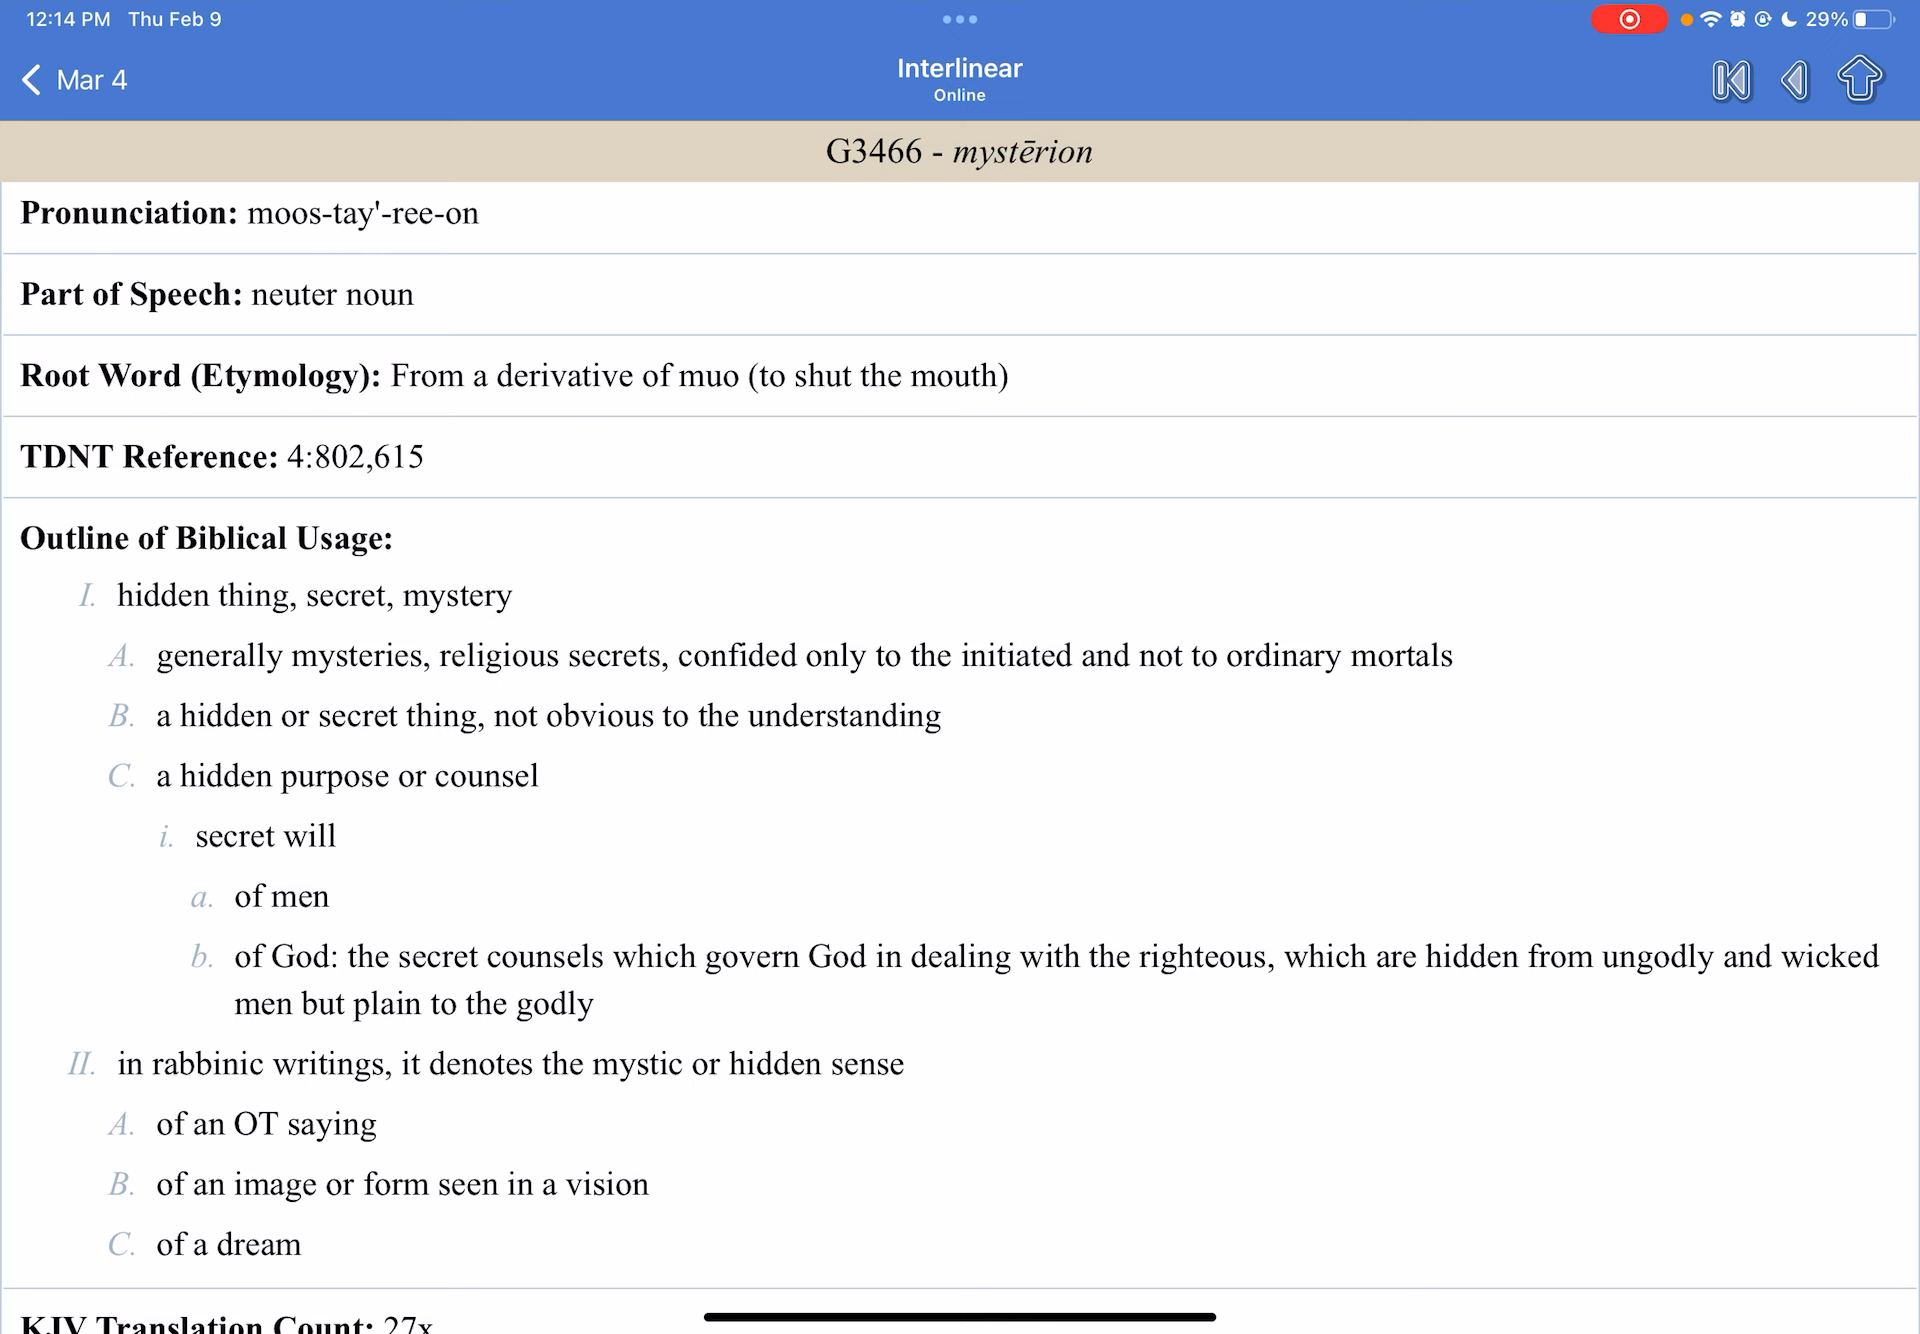 12:14 PM Thu Feb 9
29%
Mar 4
Interlinear
Online
G3466 - mystērion
Pronunciation: moos-tay'-ree-on
Part of Speech: neuter noun
Root Word (Etymology): From a derivative of muo (to shut the mouth)
TDNT Reference: 4:802,615
Outline of Biblical Usage:
I. hidden thing, secret, mystery
A. generally mysteries, religious secrets, confided only to the initiated and not to ordinary mortals
B. a hidden or secret thing, not obvious to the understanding
C. a hidden purpose or counsel
i. secret will
a. of men
b. of God: the secret counsels which govern God in dealing with the righteous, which are hidden from ungodly and wicked
men but plain to the godly
II. in rabbinic writings, it denotes the mystic or hidden sense
A. of an OT saying
B. of an image or form seen in a vision
C. of a dream
KJV Translation Count: 27x